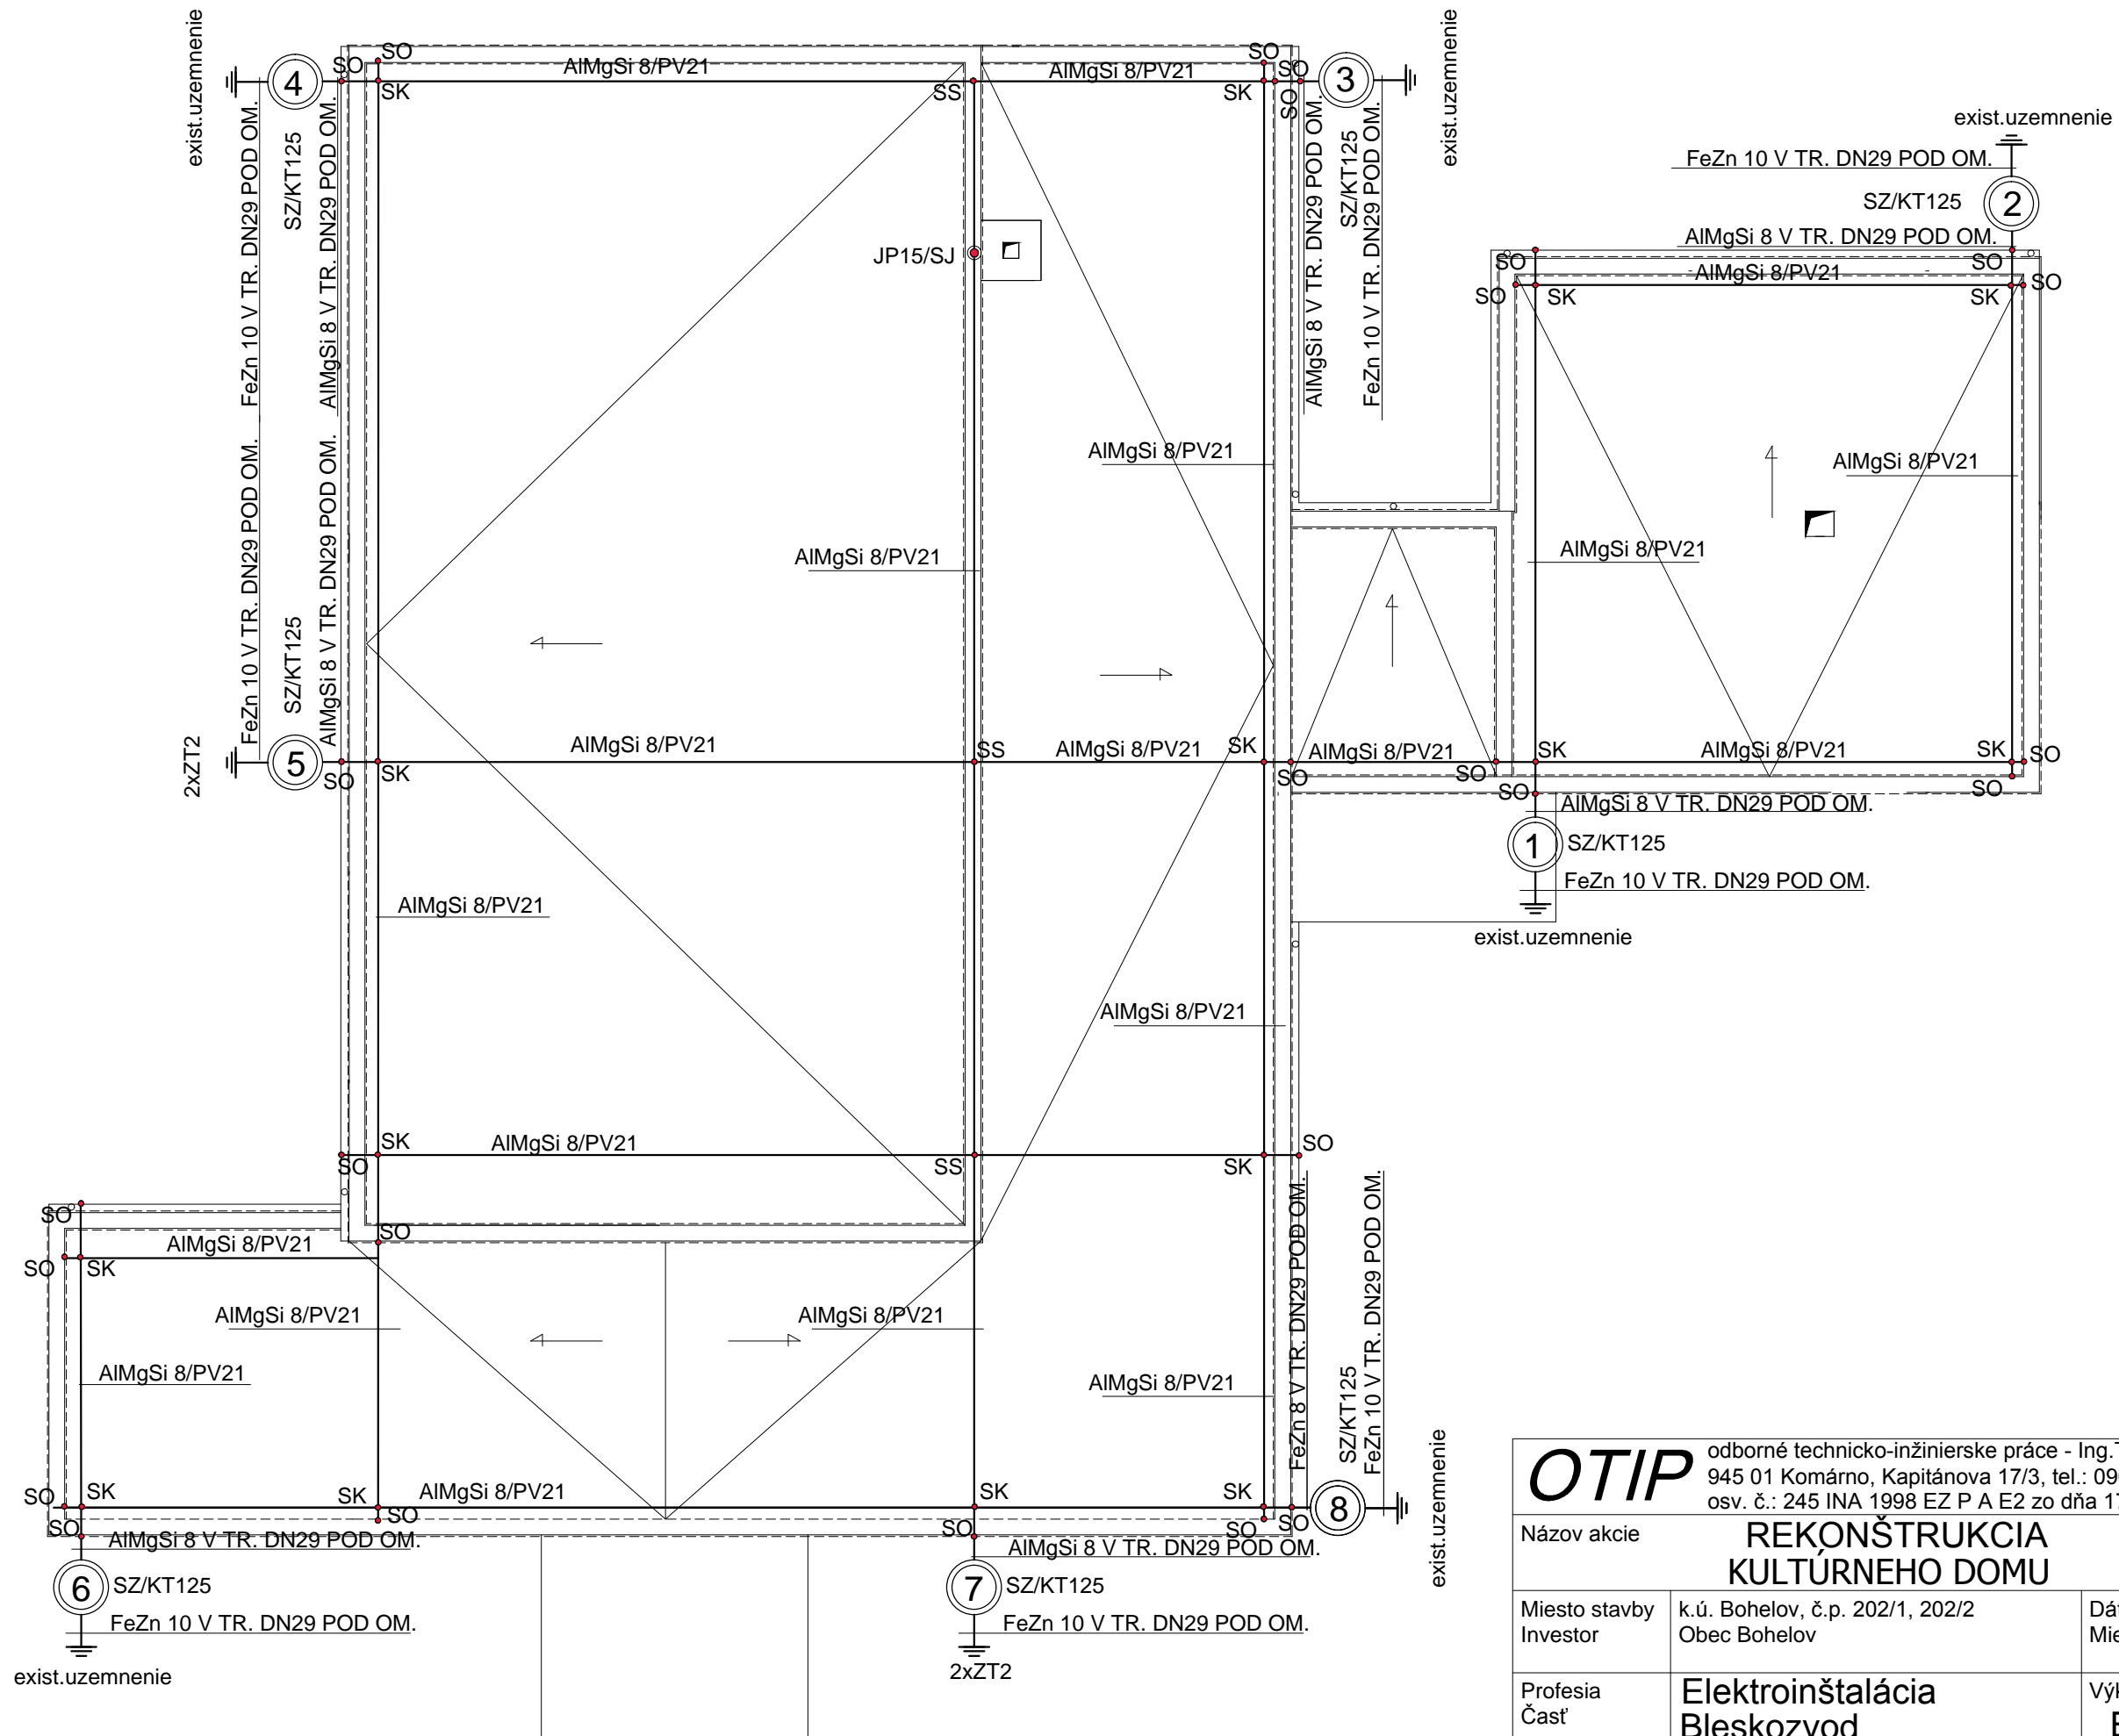 exist.uzemnenie
4
SO
SO
SK
AlMgSi 8/PV21
SS
AlMgSi 8/PV21
SO
SK
SO
SO
3
exist.uzemnenie
FeZn 10 V TR. DN29 POD OM.
SZ/KT125
AlMgSi 8 V TR. DN29 POD OM.
AlMgSi 8 V TR. DN29 POD OM.
SZ/KT125
FeZn 10 V TR. DN29 POD OM.
exist.uzemnenie
FeZn 10 V TR. DN29 POD OM.
SZ/KT125
2
AlMgSi 8 V TR. DN29 POD OM.
SO
SO
AlMgSi 8/PV21
SO
SK
SK
SO
JP15/SJ
AlMgSi 8/PV21
AlMgSi 8/PV21
AlMgSi 8/PV21
AlMgSi 8/PV21
FeZn 10 V TR. DN29 POD OM.
SZ/KT125
AlMgSi 8 V TR. DN29 POD OM.
2xZT2
5
SO
SK
AlMgSi 8/PV21
SS
AlMgSi 8/PV21
SK
SO
AlMgSi 8/PV21
SO
SK
AlMgSi 8/PV21
SK
SO
SO
SO
AlMgSi 8 V TR. DN29 POD OM.
1
SZ/KT125
FeZn 10 V TR. DN29 POD OM.
exist.uzemnenie
AlMgSi 8/PV21
AlMgSi 8/PV21
SK
SO
AlMgSi 8/PV21
SS
SK
SO
SO
SO
AlMgSi 8/PV21
SO
SK
AlMgSi 8/PV21
AlMgSi 8/PV21
AlMgSi 8/PV21
AlMgSi 8/PV21
FeZn 8 V TR. DN29 POD OM.
SZ/KT125
FeZn 10 V TR. DN29 POD OM.
exist.uzemnenie
SO
SK
SK
SO
AlMgSi 8/PV21
SK
SK
8
SO
SO
SO
SO
AlMgSi 8 V TR. DN29 POD OM.
AlMgSi 8 V TR. DN29 POD OM.
6
SZ/KT125
7
SZ/KT125
FeZn 10 V TR. DN29 POD OM.
FeZn 10 V TR. DN29 POD OM.
exist.uzemnenie
2xZT2
OTIP
odborné technicko-inžinierske práce - Ing.
945 01 Komárno, Kapitánova 17/3, tel.:
osv. č.: 245 INA 1998 EZ P A E2 zo dňa
Názov akcie
REKONŠTRUKCIA
KULTÚRNEHO DOMU
Miesto stavby
k.ú. Bohelov, č.p. 202/1, 202/2
Investor
Obec Bohelov
Profesia
Elektroinštalácia
Časť
Bleskozvod